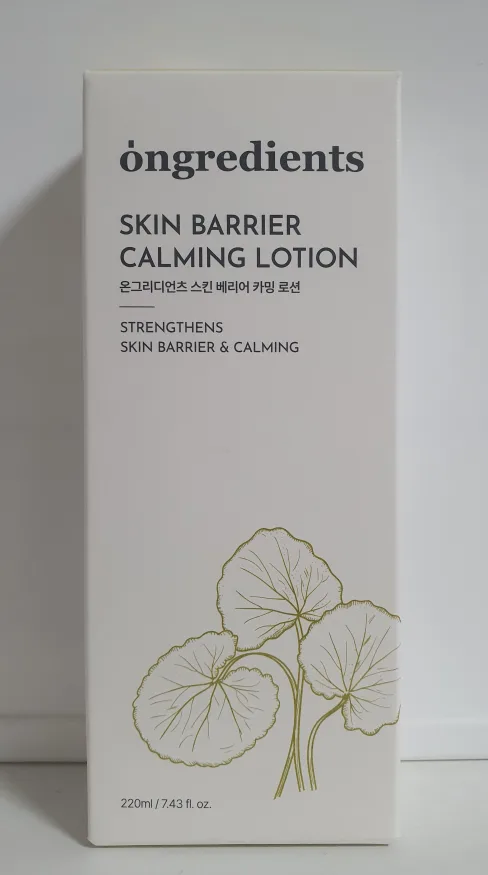 ongredients
SKIN BARRIER
CALMING LOTION
온그리디언츠 스킨 베리어 카밍 로션
STRENGTHENS
SKIN BARRIER & CALMING
220ml / 7.43 fl. oz.